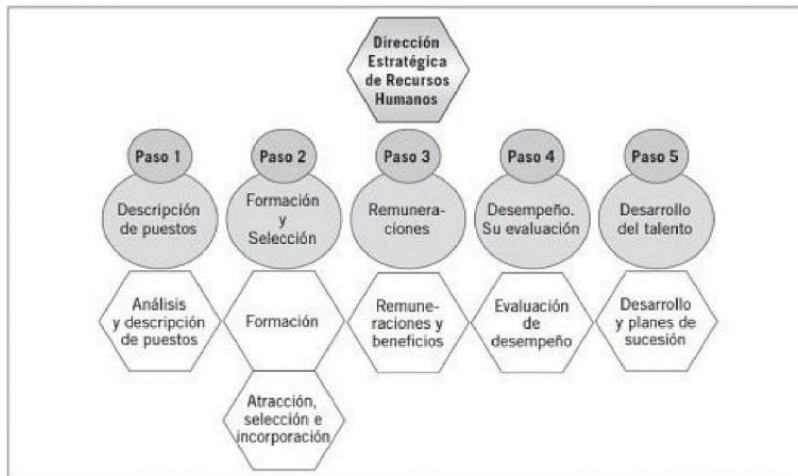 Dirección
Estratégica
de Recursos
Humanos
Paso 1
Descripción
de puestos
Análisis
y descripción
de puestos
Paso 2
Formación
y
Selección
Formación
Atracción,
selección e
incorporación
Paso 3
Remunera-
ciones
Remune-
raciones y
beneficios
Paso 4
Desempeño.
Su evaluación
Evaluación
de
desempeño
Paso 5
Desarrollo
del talento
Desarrollo
y planes de
sucesión